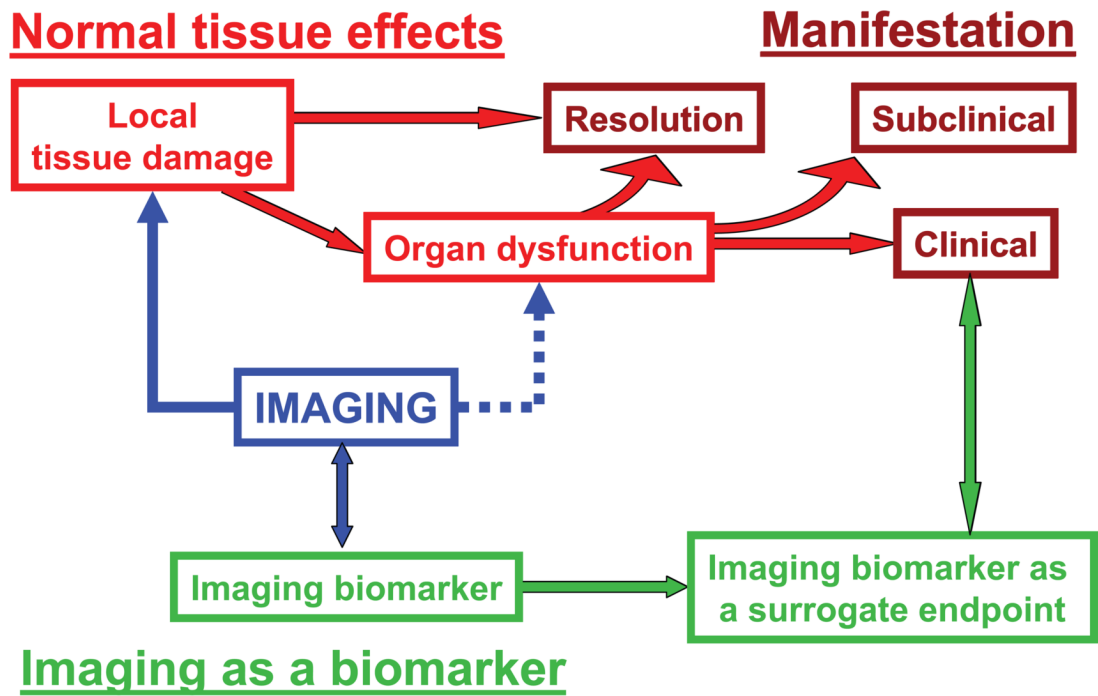 Normal tissue effects
Manifestation
Local
tissue damage
Resolution
Subclinical
Organ dysfunction
Clinical
IMAGING
Imaging biomarker
Imaging biomarker as
a surrogate endpoint
Imaging as a biomarker